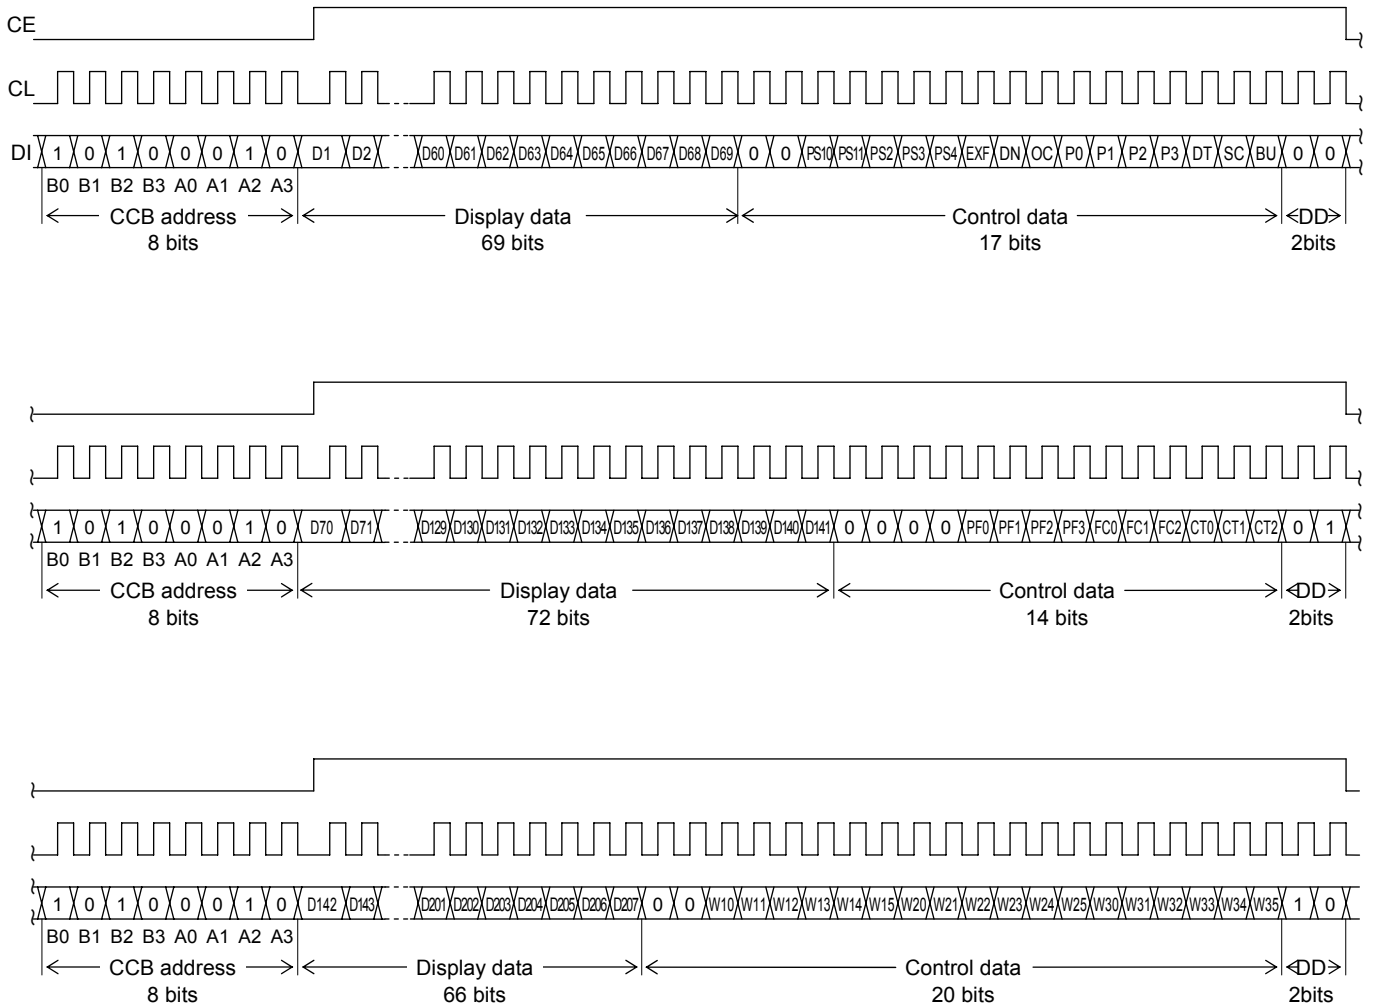 CE
CL
DI 1 0 1 0 0 0 1 0 D1 D2 D60 D61 D62 D63 D64 D65 D66 D67 D68 D69 0 0 PS10 PS11 PS2 PS3 PS4 EXF DN OC P0 P1 P2 P3 DT SC BU 0 0
B0 B1 B2 B3 A0 A1 A2 A3
CCB address Display data Control data DD
8 bits 69 bits 17 bits 2bits
1 0 1 0 0 0 1 0 D70 D71 D129 D130 D131 D132 D133 D134 D135 D136 D137 D138 D139 D140 D141 0 0 0 0 PF0 PF1 PF2 PF3 FC0 FC1 FC2 CT0 CT1 CT2 0 1
B0 B1 B2 B3 A0 A1 A2 A3
CCB address Display data Control data DD
8 bits 72 bits 14 bits 2bits
1 0 1 0 0 0 1 0 D142 D143 D201 D202 D203 D204 D205 D206 D207 0 0 W10 W11 W12 W13 W14 W15 W20 W21 W22 W23 W24 W25 W30 W31 W32 W33 W34 W35 1 0
B0 B1 B2 B3 A0 A1 A2 A3
CCB address Display data Control data DD
8 bits 66 bits 20 bits 2bits